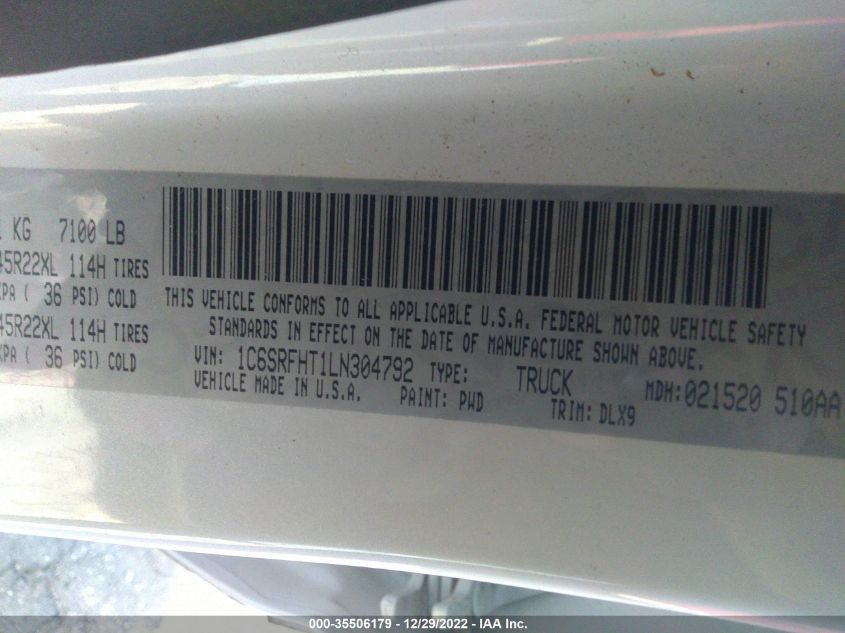 KG 7100 LB
45R22XL 114H TIRES
KPA ( 36 PSI) COLD
45R22XL 114H TIRES
KPA ( 36 PSI) COLD
THIS VEHICLE CONFORMS TO ALL APPLICABLE U.S.A. FEDERAL MOTOR VEHICLE SAFETY
STANDARDS IN EFFECT ON THE DATE OF MANUFACTURE SHOWN ABOVE.
VIN: 1C6SRFHT1LN304792 TYPE: TRUCK MDH:021520 510AA
VEHICLE MADE IN U.S.A. PAINT: PWD TRIM: DLX9
000-35506179 - 12/29/2022 - IAA Inc.